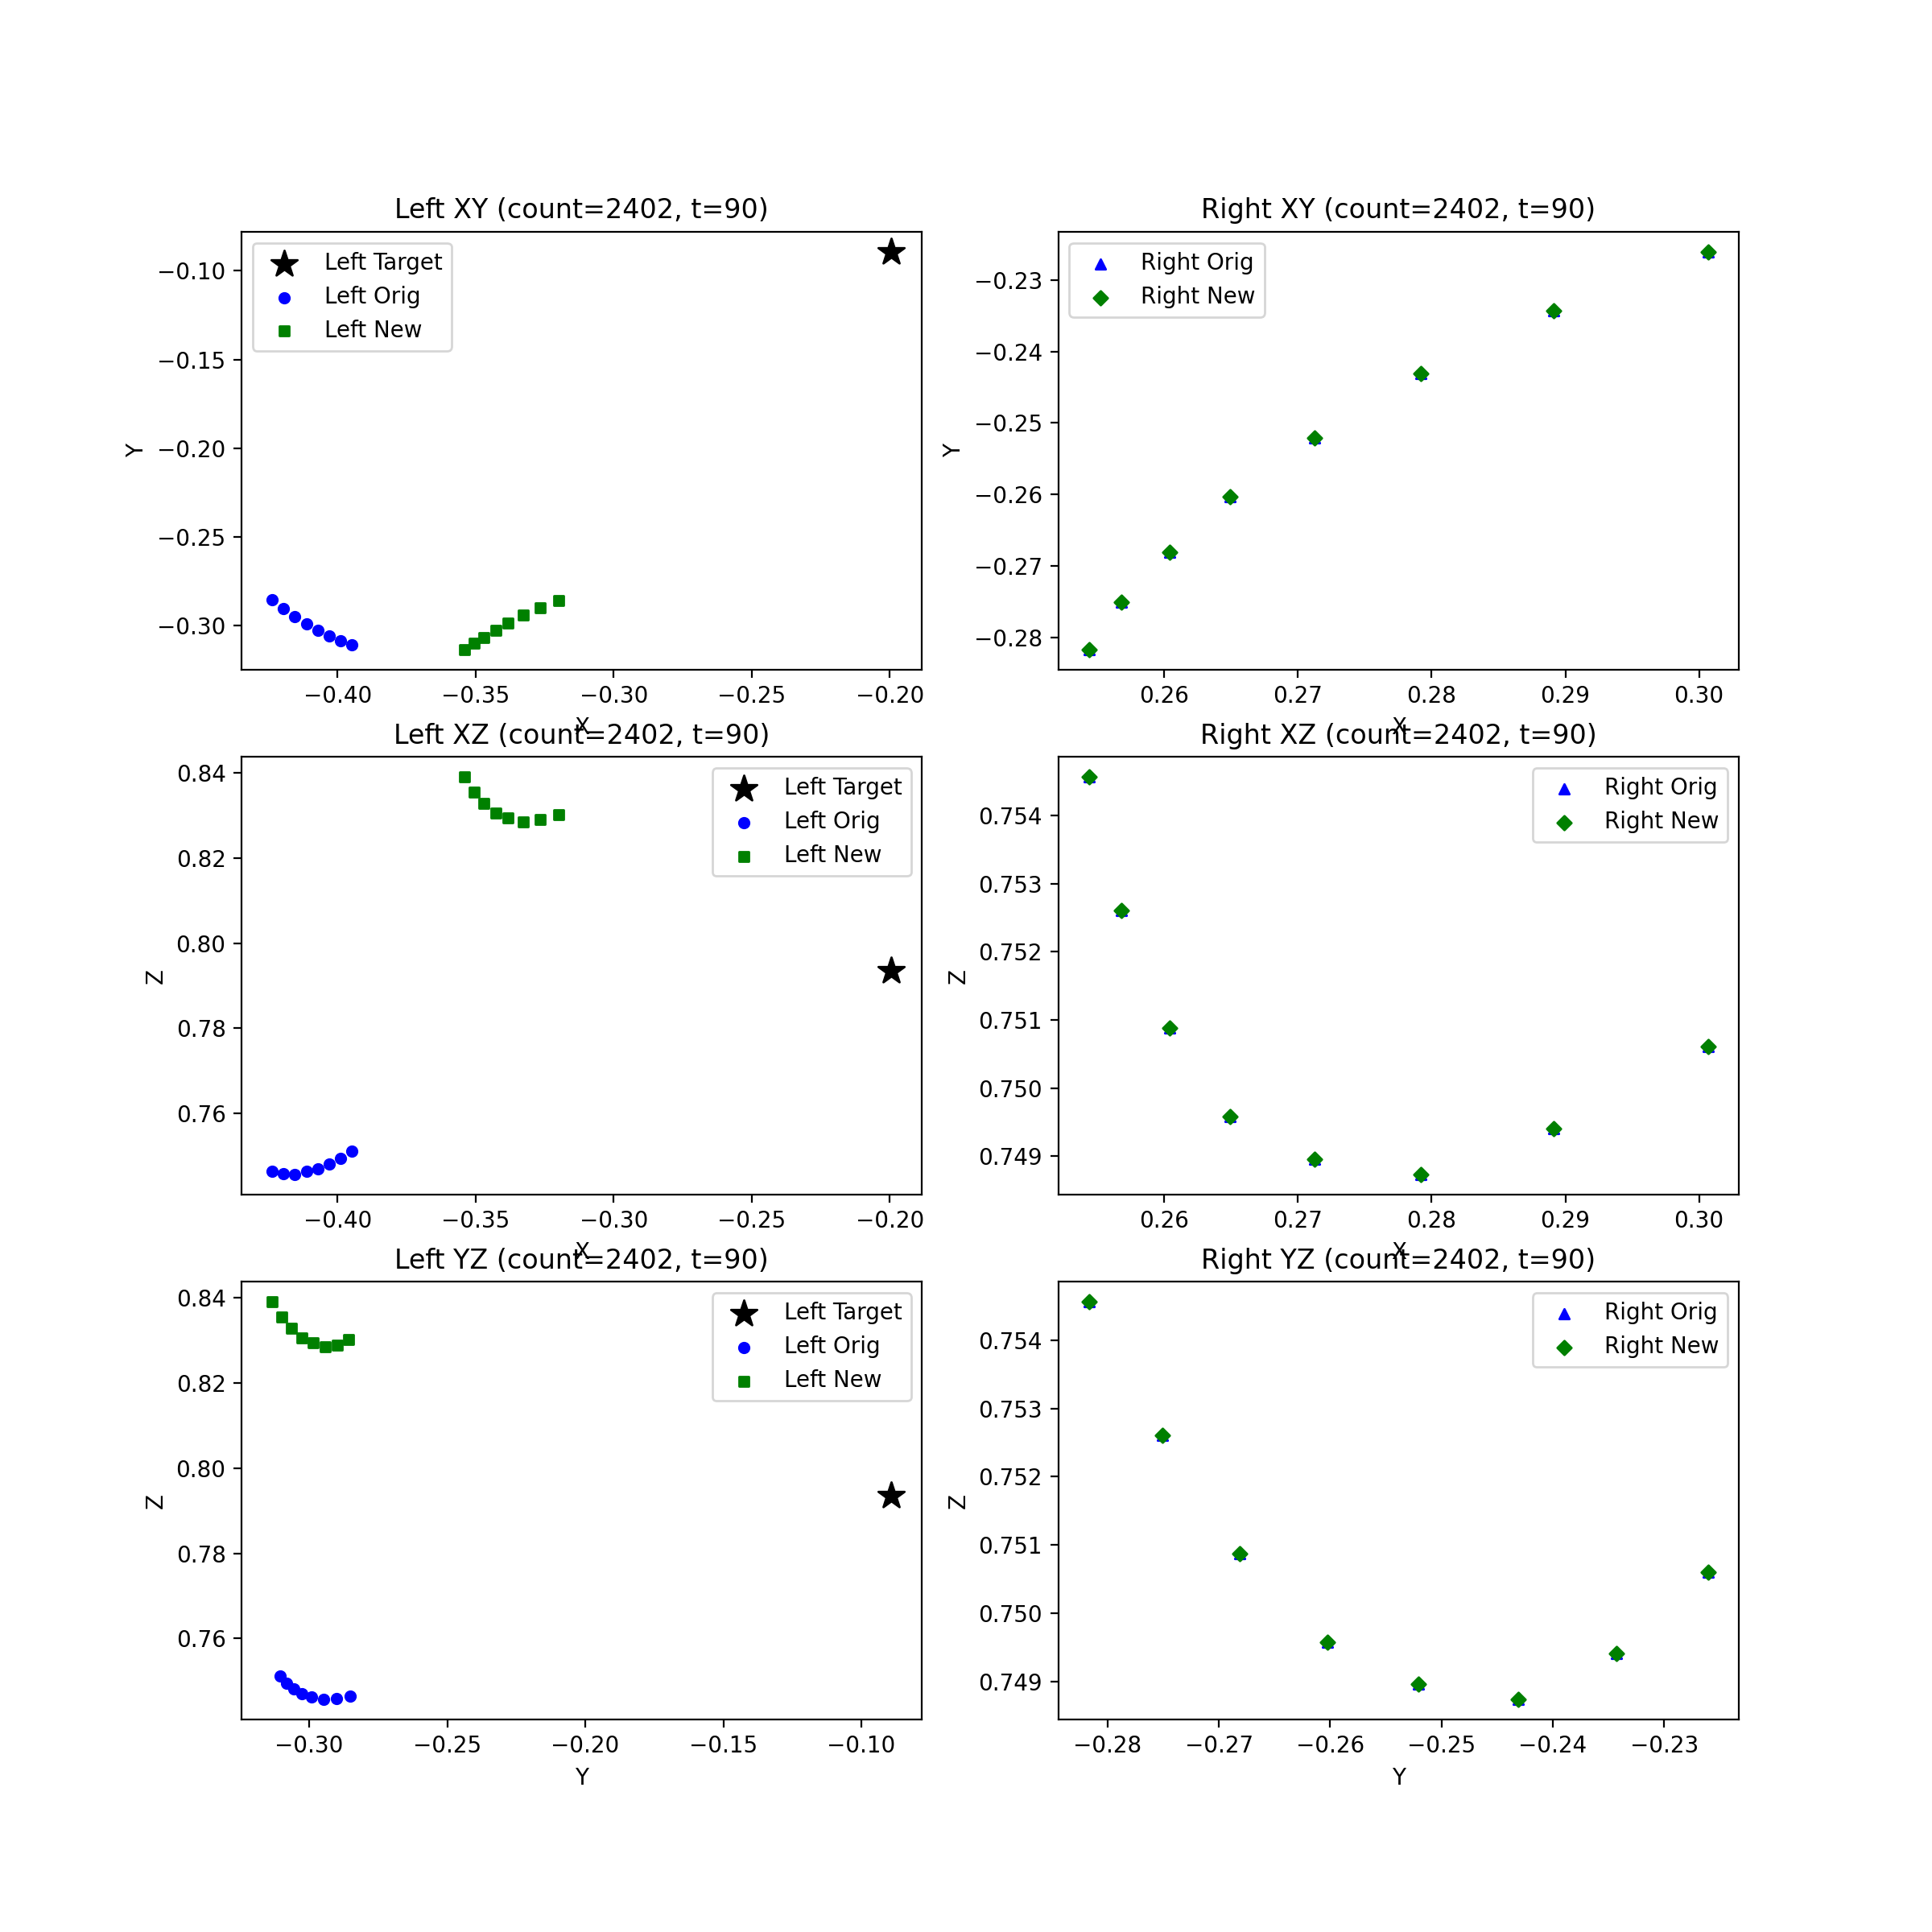 Left XY (count=2402, t=90)
Left Target
Left Orig
Left New
−0.10
−0.15
−0.20
−0.25
−0.30
Y
−0.40
−0.35
−0.30
−0.25
−0.20
X
Right XY (count=2402, t=90)
Right Orig
Right New
−0.23
−0.24
−0.25
−0.26
−0.27
−0.28
Y
0.26
0.27
0.28
0.29
0.30
X
Left XZ (count=2402, t=90)
Left Target
Left Orig
Left New
0.84
0.82
0.80
0.78
0.76
Z
−0.40
−0.35
−0.30
−0.25
−0.20
X
Right XZ (count=2402, t=90)
Right Orig
Right New
0.754
0.753
0.752
0.751
0.750
0.749
Z
0.26
0.27
0.28
0.29
0.30
X
Left YZ (count=2402, t=90)
Left Target
Left Orig
Left New
0.84
0.82
0.80
0.78
0.76
Z
−0.30
−0.25
−0.20
−0.15
−0.10
Y
Right YZ (count=2402, t=90)
Right Orig
Right New
0.754
0.753
0.752
0.751
0.750
0.749
Z
−0.28
−0.27
−0.26
−0.25
−0.24
−0.23
Y